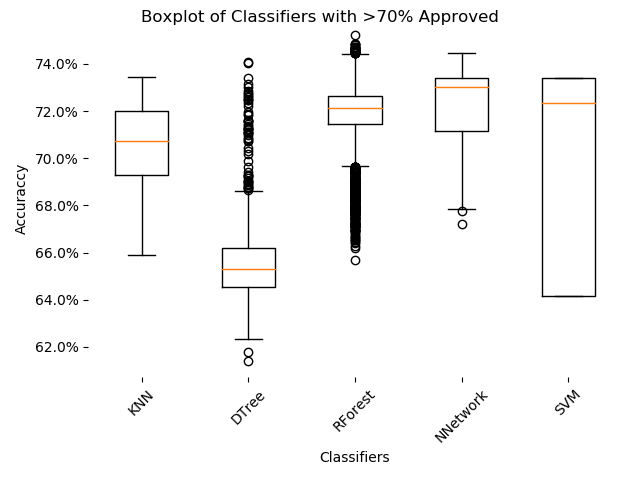 Boxplot of Classifiers with >70% Approved
74.0%
72.0%
70.0%
68.0%
66.0%
64.0%
62.0%
Accuraccy
KNN
DTree
RForest
NNetwork
SVM
Classifiers